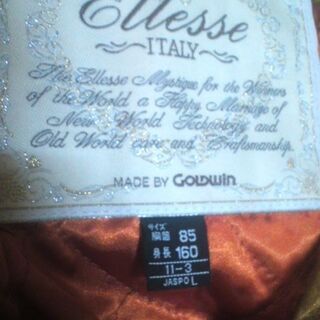 Ellesse
ITALY
The Ellesse Mystique for the Winners
of the World a Happy Marriage of
New World Technology and
Old World care and Craftsmanship.
MADE BY GOLDWIN
サイズ
胸囲 85
身長 160
11-3
JASPO L